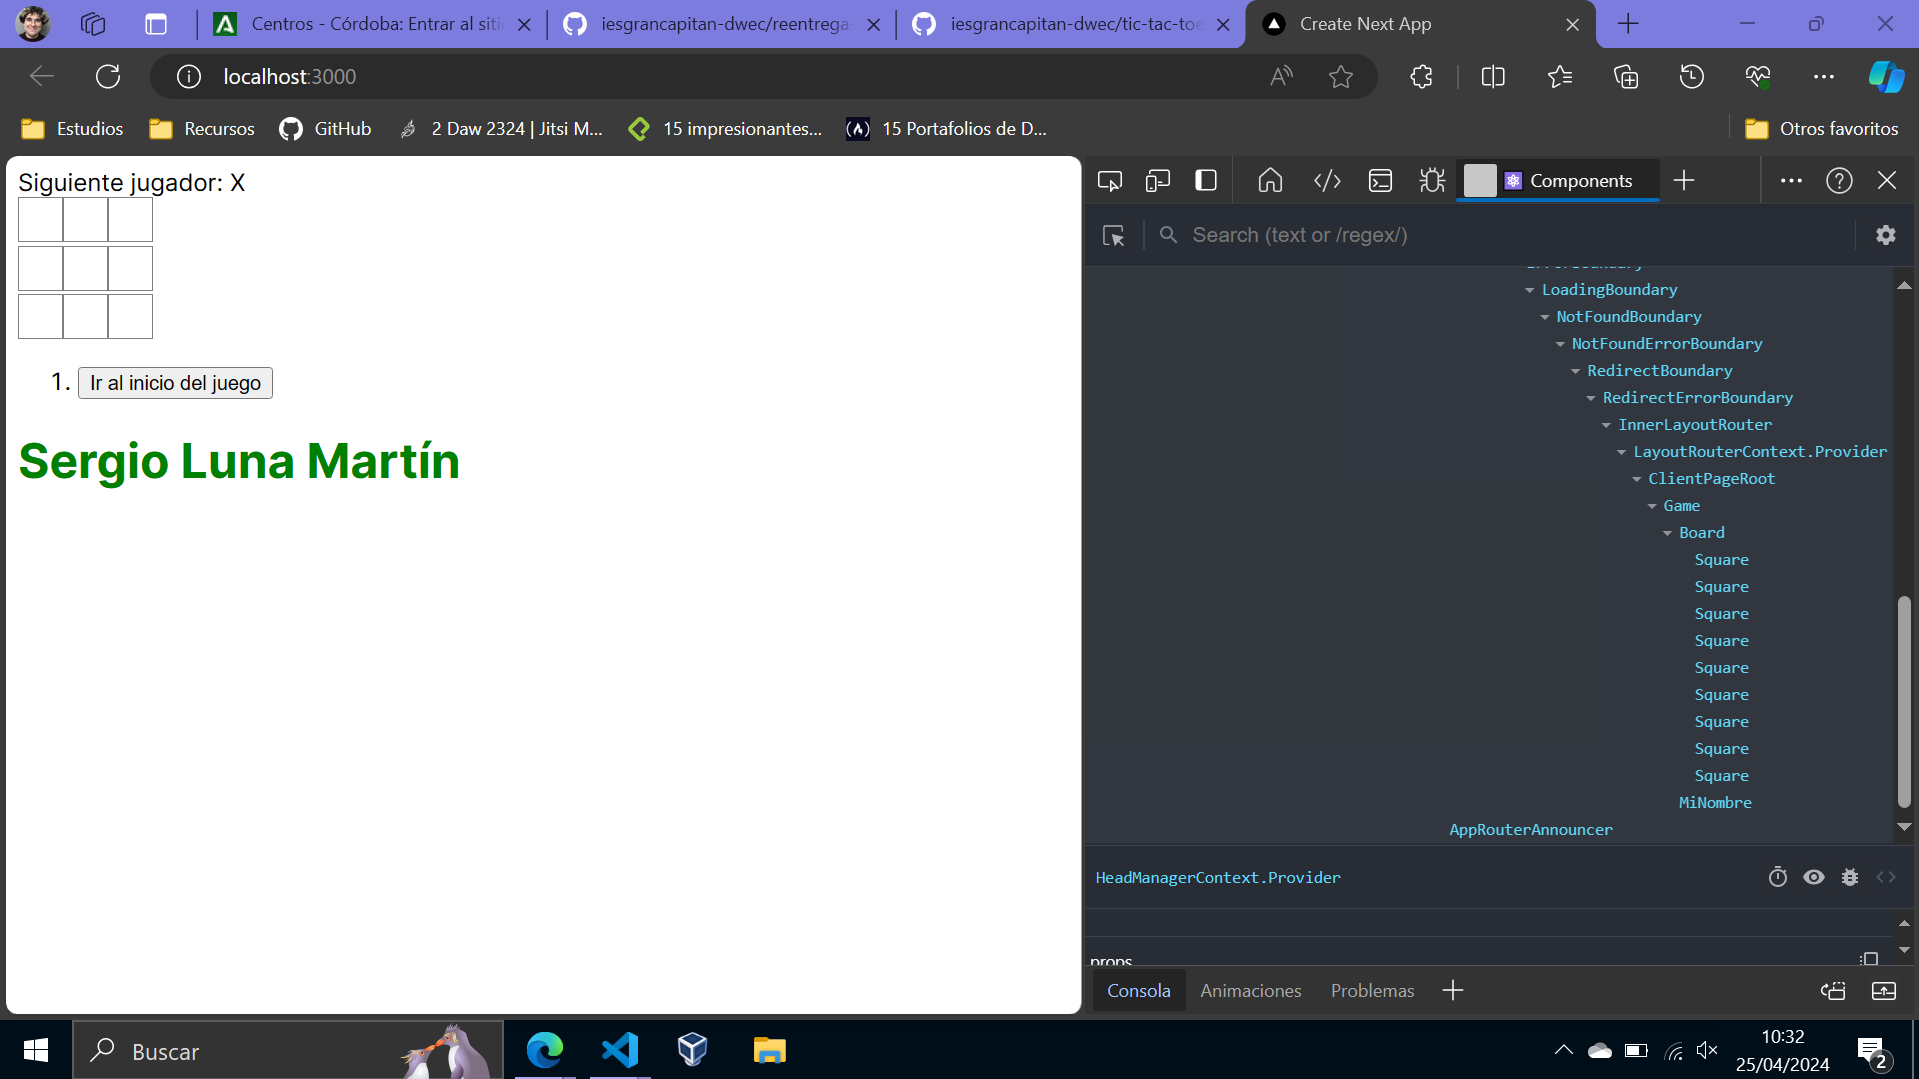 Centros - Córdoba: Entrar al siti
iesgrancapitan-dwec/reentrega-
iesgrancapitan-dwec/tic-tac-toe
Create Next App
localhost:3000
Estudios
Recursos
GitHub
2 Daw 2324 | Jitsi M...
15 impresionantes...
15 Portafolios de D...
Otros favoritos
Siguiente jugador: X
1. Ir al inicio del juego
Sergio Luna Martín
Components
Search (text or /regex/)
ErrorBoundary
LoadingBoundary
NotFoundBoundary
NotFoundErrorBoundary
RedirectBoundary
RedirectErrorBoundary
InnerLayoutRouter
LayoutRouterContext.Provider
ClientPageRoot
Game
Board
Square
Square
Square
Square
Square
Square
Square
Square
Square
MiNombre
AppRouterAnnouncer
HeadManagerContext.Provider
props
Consola
Animaciones
Problemas
Buscar
10:32
25/04/2024
2